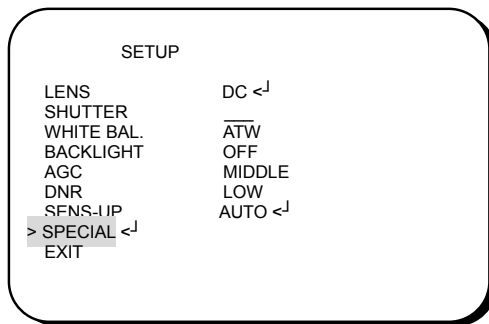 SETUP
LENS DC <┘
SHUTTER ___
WHITE BAL. ATW
BACKLIGHT OFF
AGC MIDDLE
DNR LOW
SENS-UP AUTO <┘
> SPECIAL <┘
EXIT